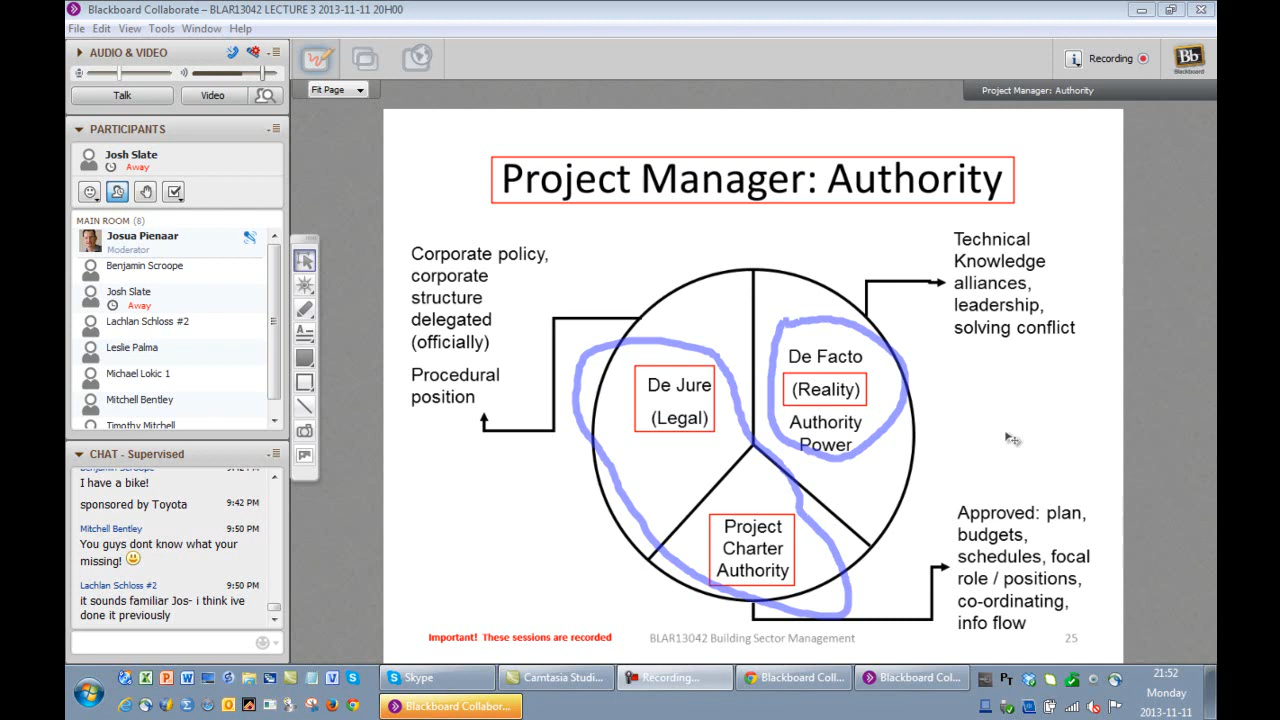 Blackboard Collaborate – BLAR13042 LECTURE 3 2013-11-11 20H00
File Edit View Tools Window Help
AUDIO & VIDEO
Talk
Video
PARTICIPANTS
Josh Slate
Away
MAIN ROOM (8)
Josua Pienaar
Moderator
Benjamin Scroope
Josh Slate
Away
Lachlan Schloss #2
Leslie Palma
Michael Lokic 1
Mitchell Bentley
Timothy Mitchell
CHAT - Supervised
Benjamin Scroope 9:42 PM
I have a bike!
sponsored by Toyota 9:42 PM
Mitchell Bentley 9:50 PM
You guys dont know what your
missing!
Lachlan Schloss #2 9:50 PM
it sounds familiar Jos- i think ive
done it previously
Fit Page
Recording
Bb
Blackboard
Project Manager: Authority
Project Manager: Authority
Corporate policy,
corporate
structure
delegated
(officially)
Procedural
position
De Jure
(Legal)
De Facto
(Reality)
Authority
Power
Project
Charter
Authority
Technical
Knowledge
alliances,
leadership,
solving conflict
Approved: plan,
budgets,
schedules, focal
role / positions,
co-ordinating,
info flow
Important! These sessions are recorded
BLAR13042 Building Sector Management
25
Skype
Camtasia Studi...
Recording...
Blackboard Coll...
Blackboard Col...
Blackboard Collabor...
21:52
Monday
2013-11-11